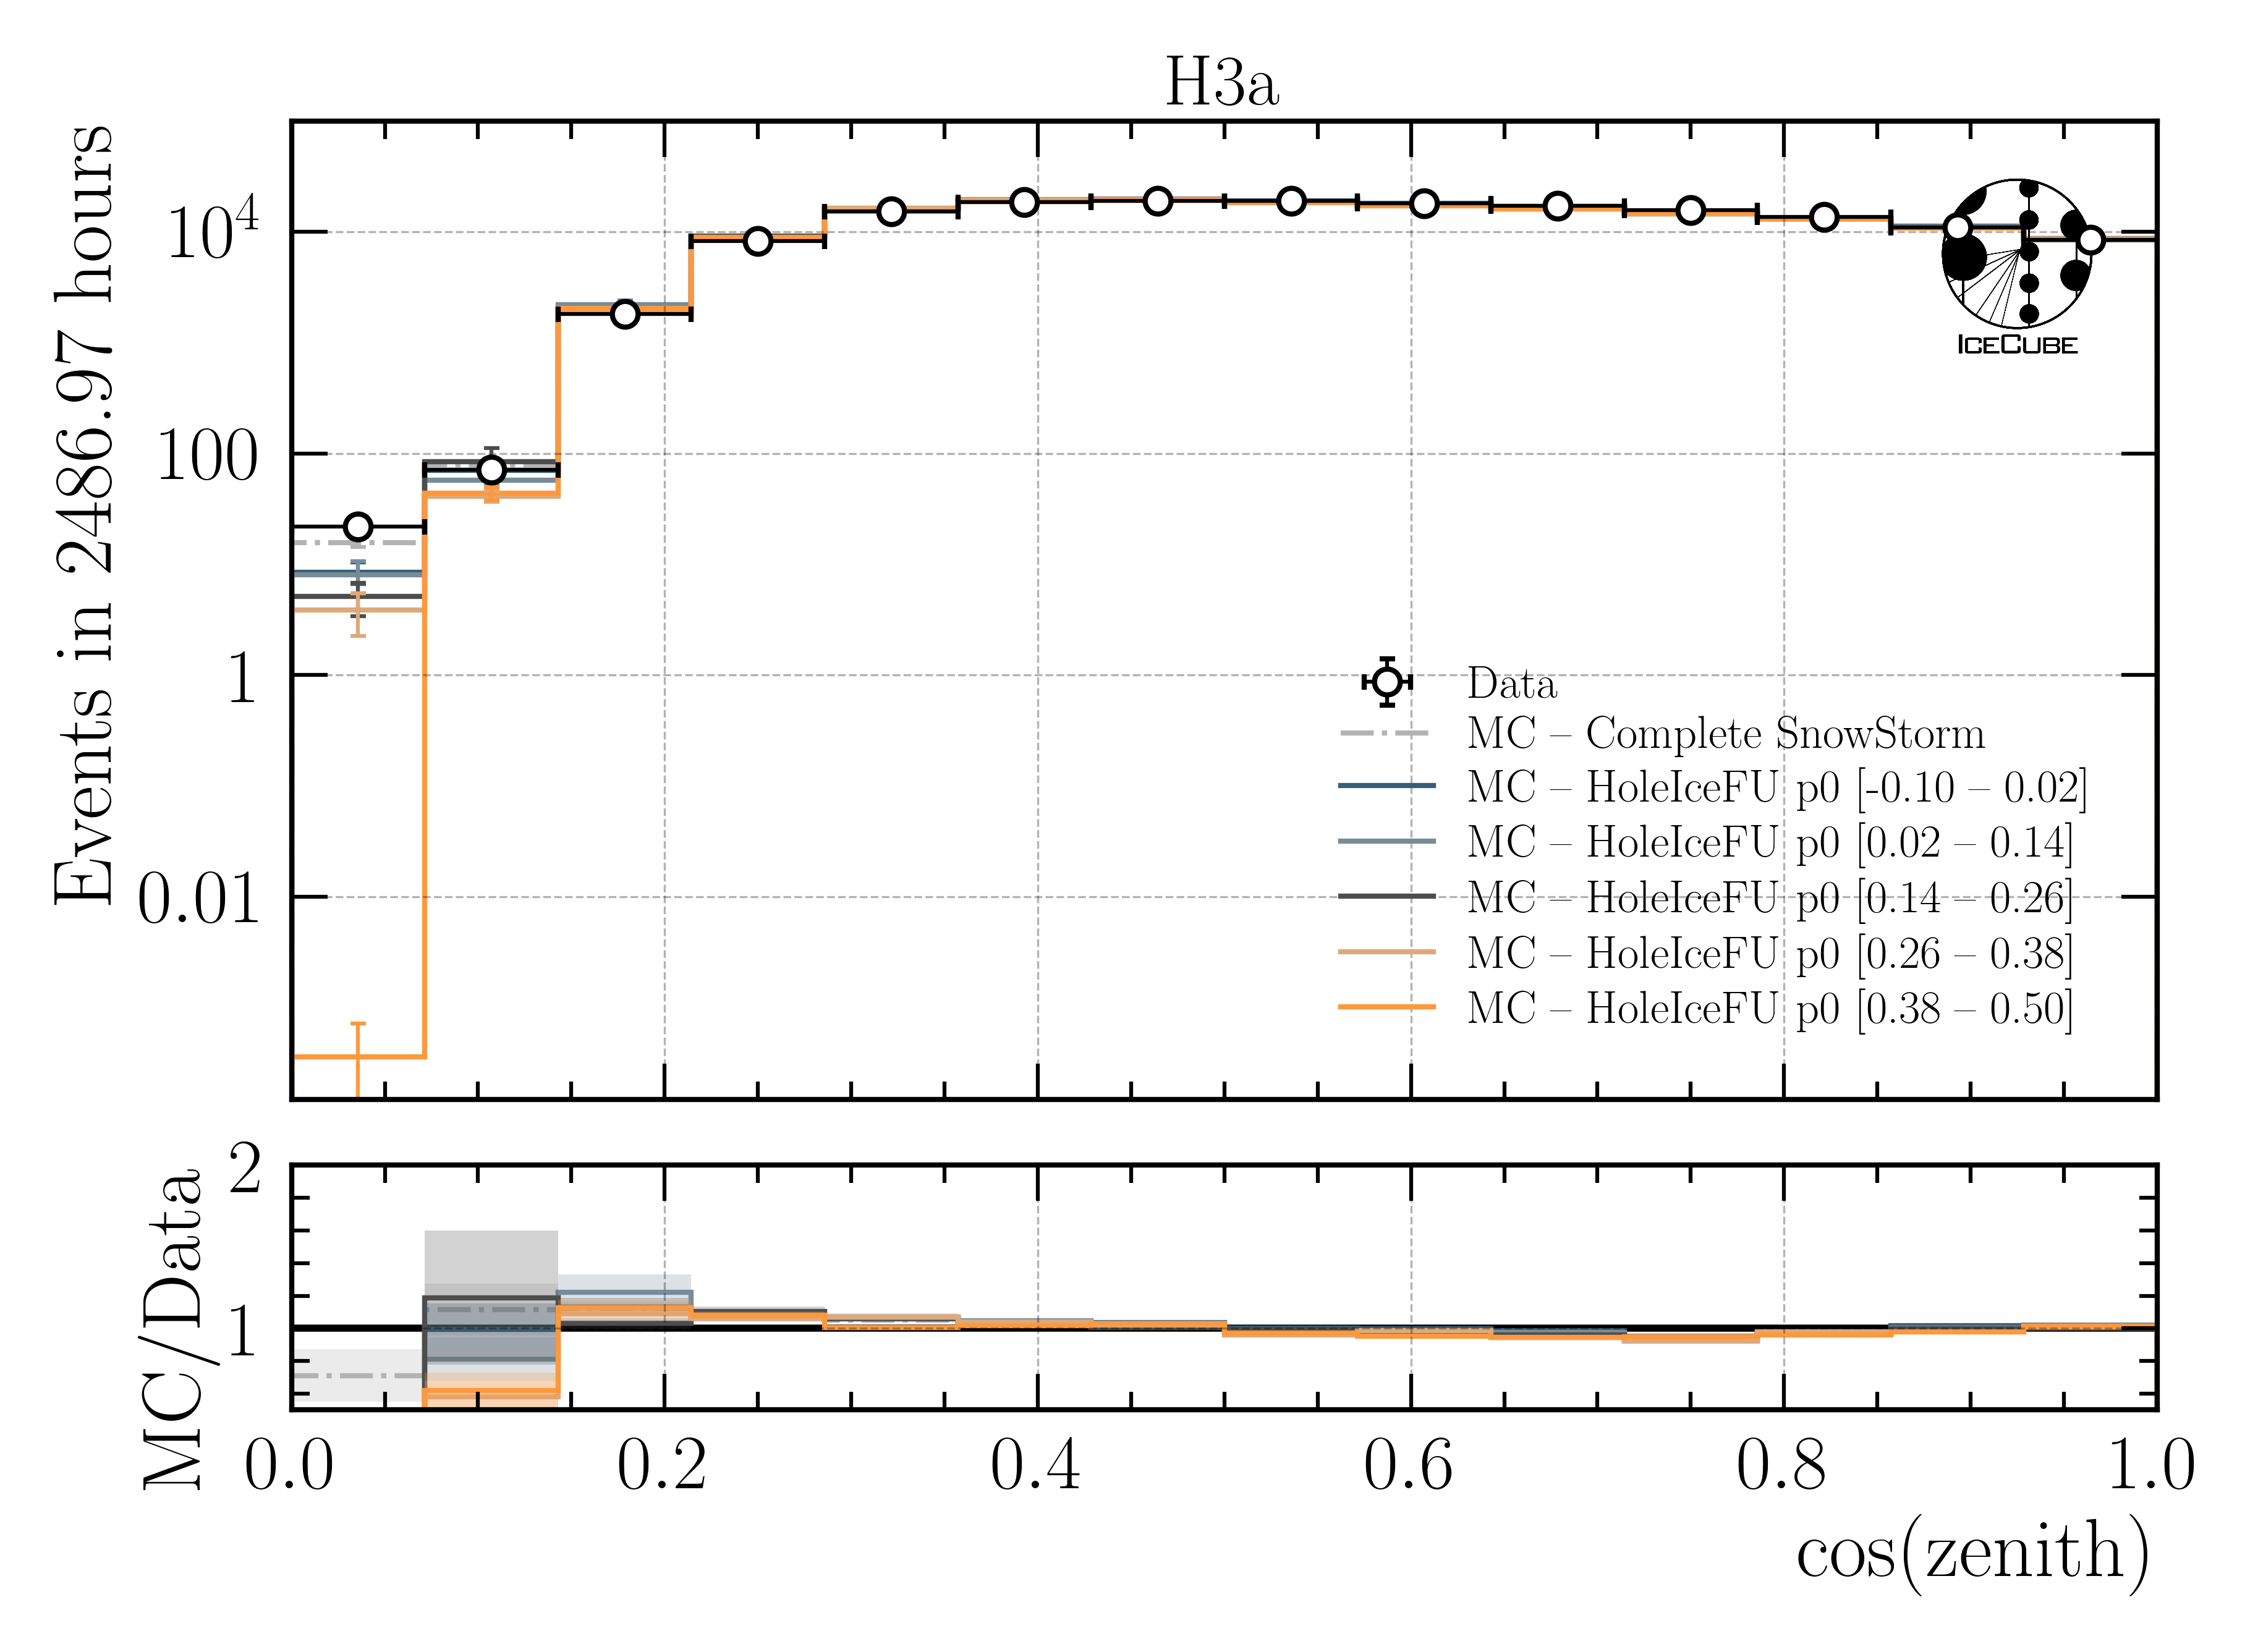 H3a
Events in 2486.97 hours
10⁴
100
1
0.01
IceCube
Data
MC – Complete SnowStorm
MC – HoleIceFU p0 [-0.10 – 0.02]
MC – HoleIceFU p0 [0.02 – 0.14]
MC – HoleIceFU p0 [0.14 – 0.26]
MC – HoleIceFU p0 [0.26 – 0.38]
MC – HoleIceFU p0 [0.38 – 0.50]
MC/Data
2
1
0.0 0.2 0.4 0.6 0.8 1.0
cos(zenith)